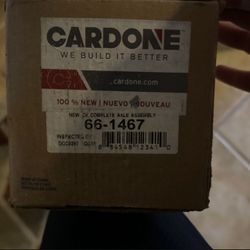 CARDONE
WE BUILD IT BETTER
cardone.com
100% NEW | NUEVO | NOUVEAU
NEW CV COMPLETE AXLE ASSEMBLY
66-1467
INSPECTED BY